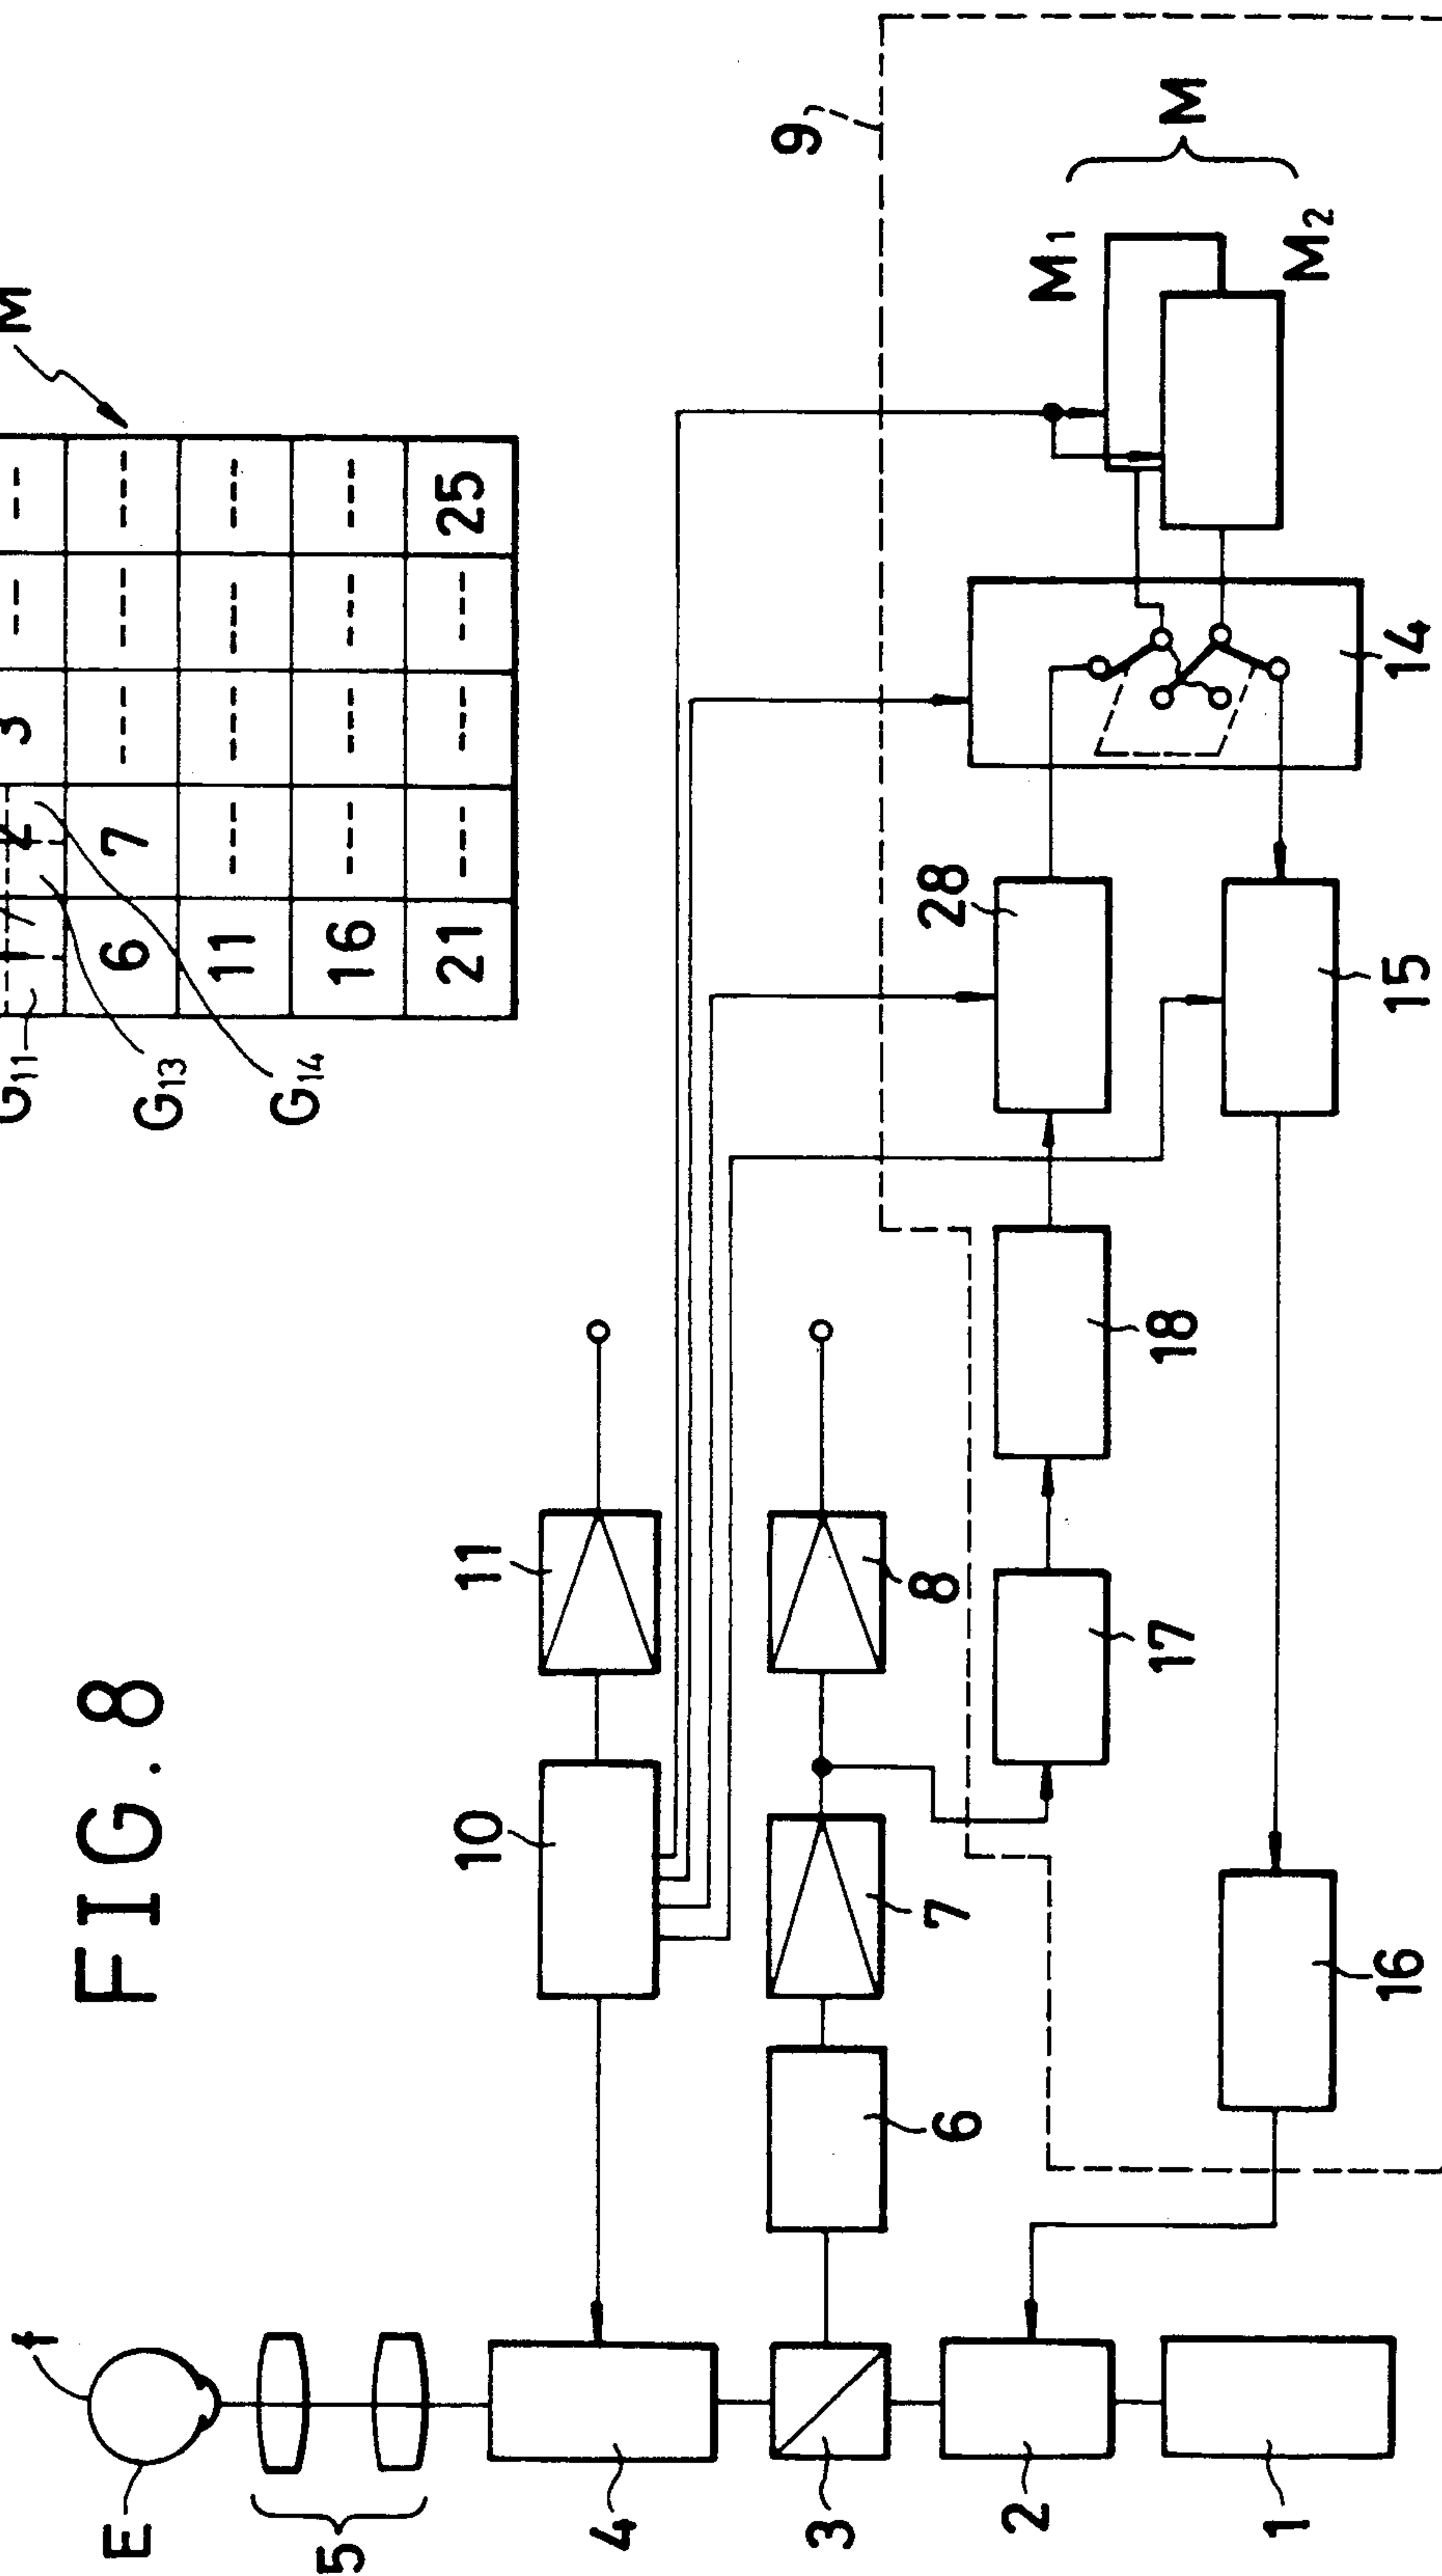 FIG. 8
M
3 -- --
6 7 ---- ---- ----
11 ---- ---- ---- ----
16 ---- ---- ---- ----
21 ---- ---- ---- 25
G11
G13
G14
f
E
5
4
3
2
1
10
11
6
7
8
9
17
18
28
14
15
16
M1
M2
M